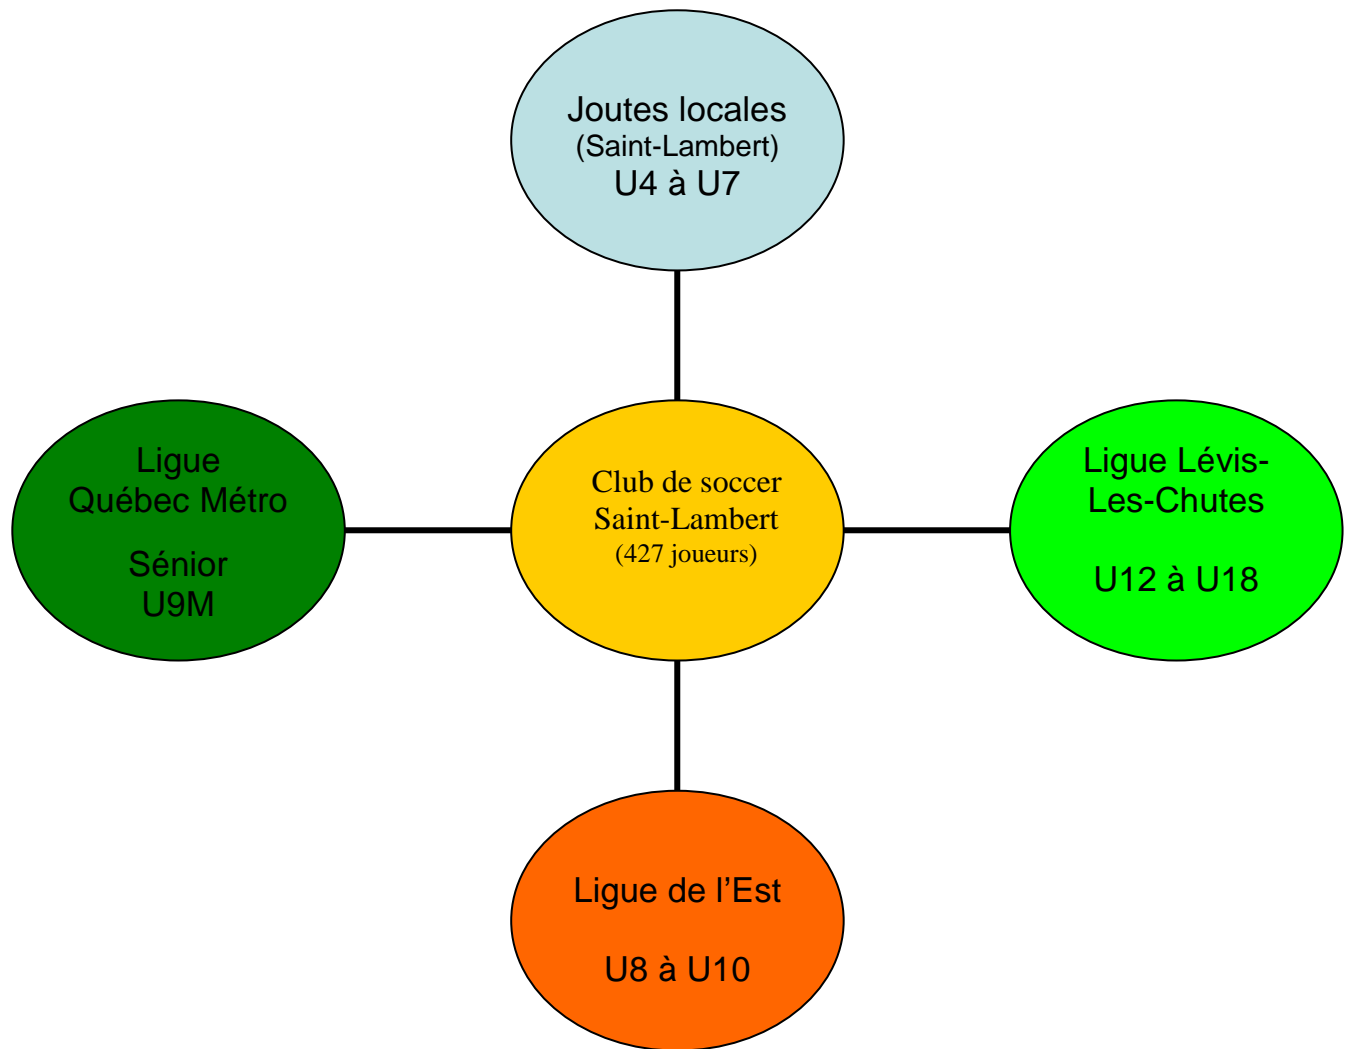 Joutes locales
(Saint-Lambert)
U4 à U7
Ligue
Québec Métro
Sénior
U9M
Club de soccer
Saint-Lambert
(427 joueurs)
Ligue Lévis-
Les-Chutes
U12 à U18
Ligue de l’Est
U8 à U10